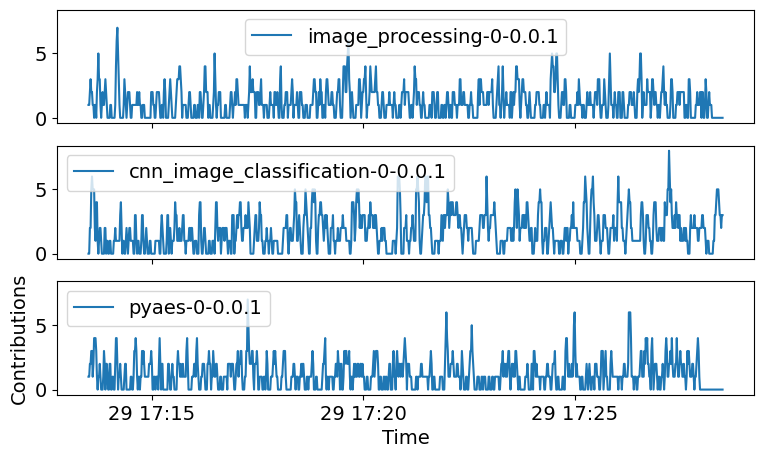 image_processing-0-0.0.1
5
0
cnn_image_classification-0-0.0.1
5
0
pyaes-0-0.0.1
5
0
Contributions
29 17:15 29 17:20 29 17:25
Time